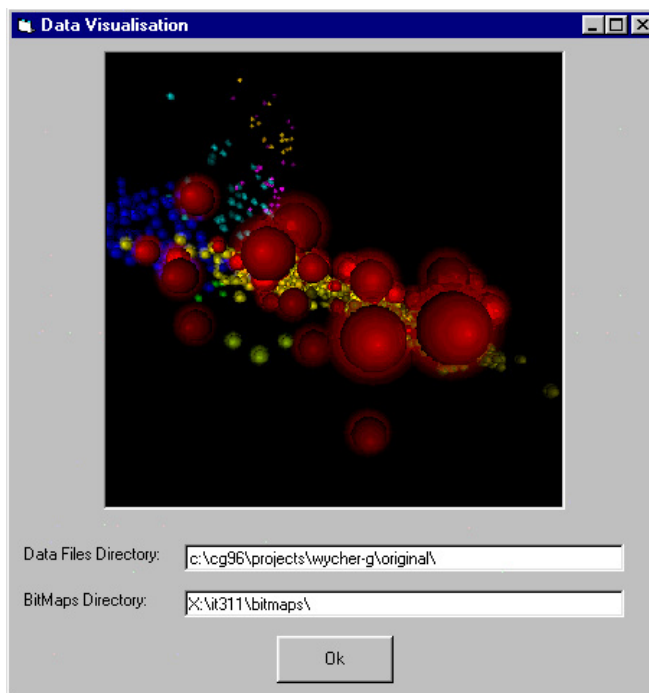 Data Visualisation
Data Files Directory: c:\cg96\projects\wycher-g\original\
BitMaps Directory: X:\it311\bitmaps\
Ok